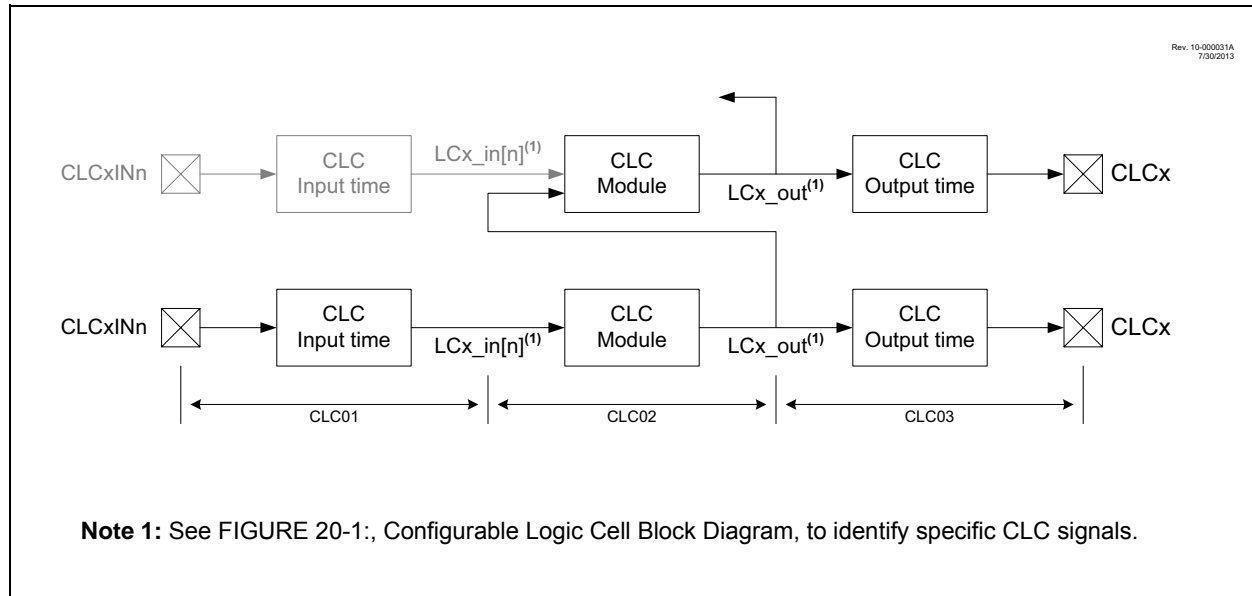 Rev. 10-000031A
7/30/2013
CLCxINn
CLC
Input time
LCx_in[n](1)
CLC
Module
LCx_out(1)
CLC
Output time
CLCx
CLCxINn
CLC
Input time
LCx_in[n](1)
CLC
Module
LCx_out(1)
CLC
Output time
CLCx
CLC01
CLC02
CLC03
Note 1: See FIGURE 20-1:, Configurable Logic Cell Block Diagram, to identify specific CLC signals.